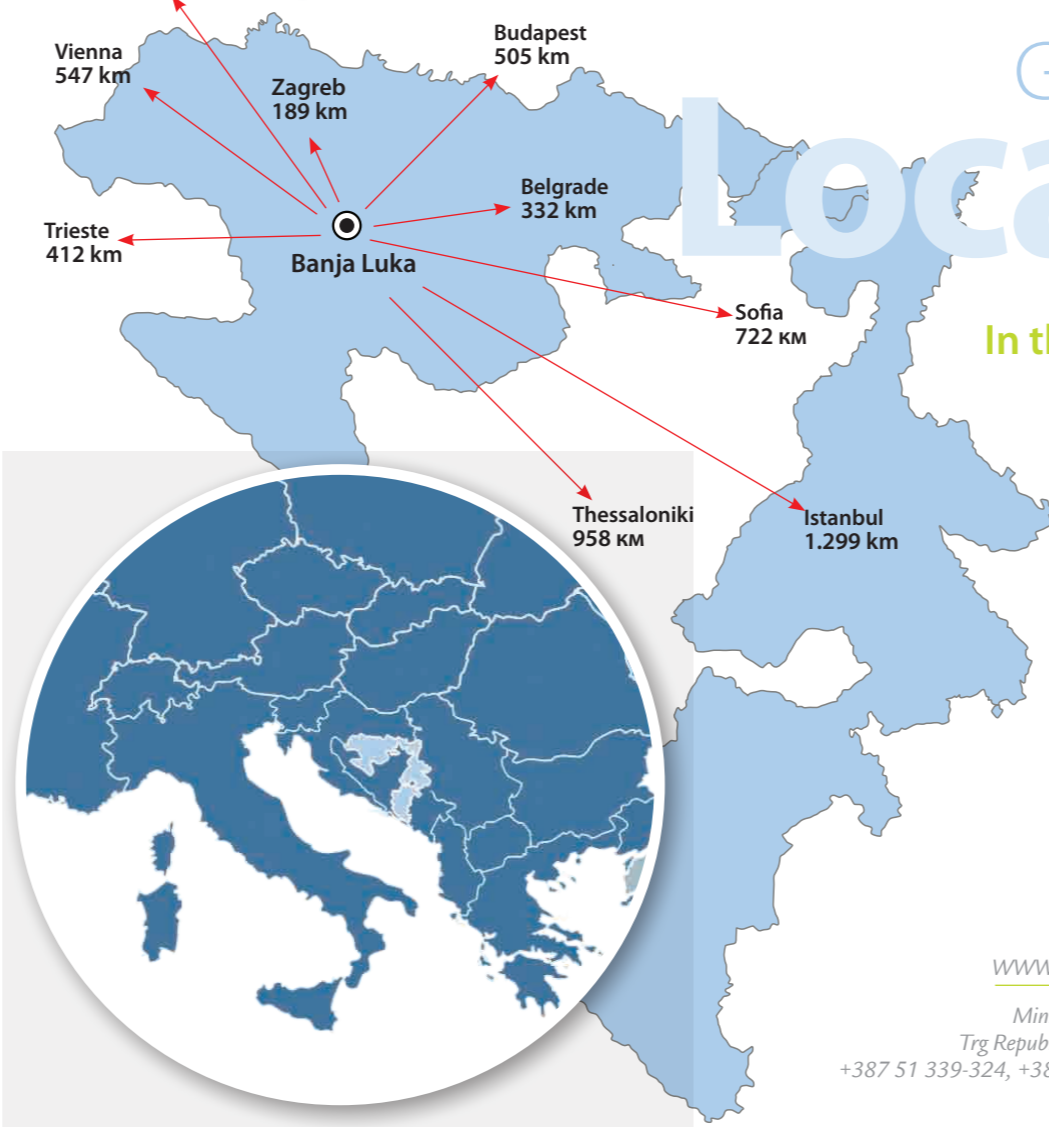 Vienna
547 km
Zagreb
189 km
Budapest
505 km
Trieste
412 km
Belgrade
332 km
Banja Luka
Sofia
722 км
Thessaloniki
958 км
Istanbul
1.299 km
G
Loca
In th
www
Min
Trg Repub
+387 51 339-324, +38